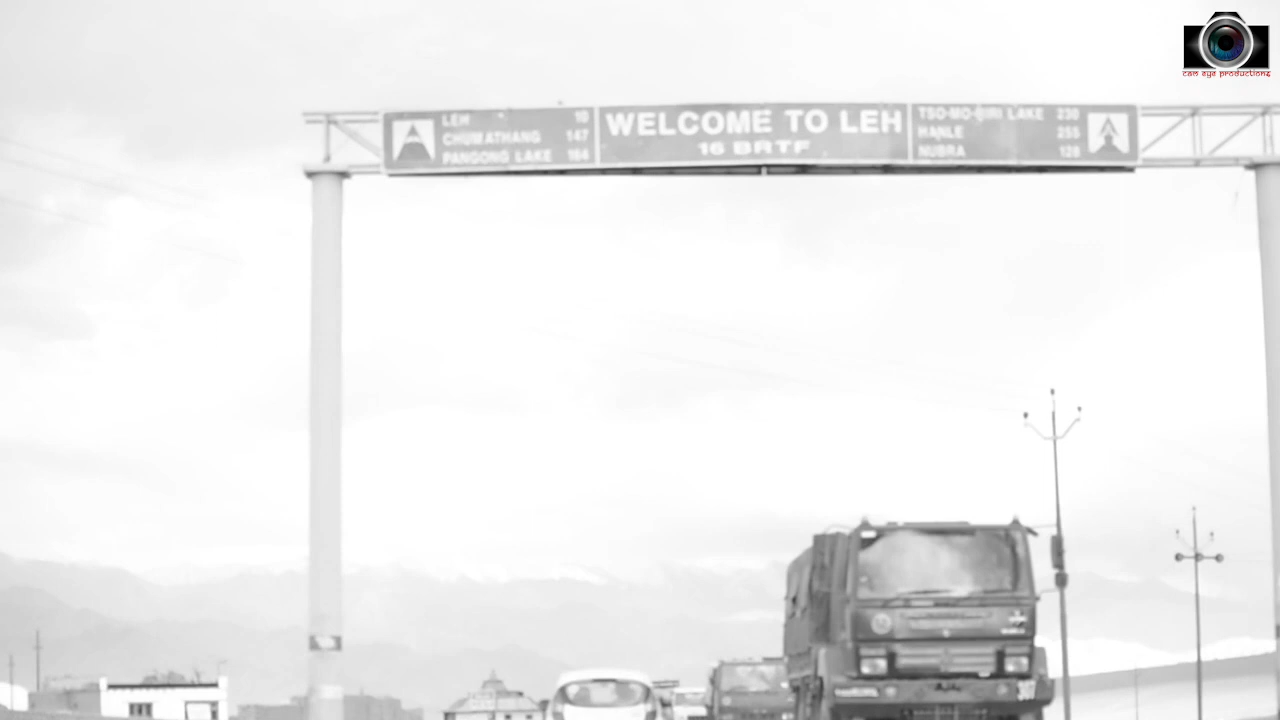 LEH 10
CHUMATHANG 147
PANGONG LAKE 164
WELCOME TO LEH
16 BRTF
TSO-MO-RIRI LAKE 230
HANLE 255
NUBRA 128
cam eye productions